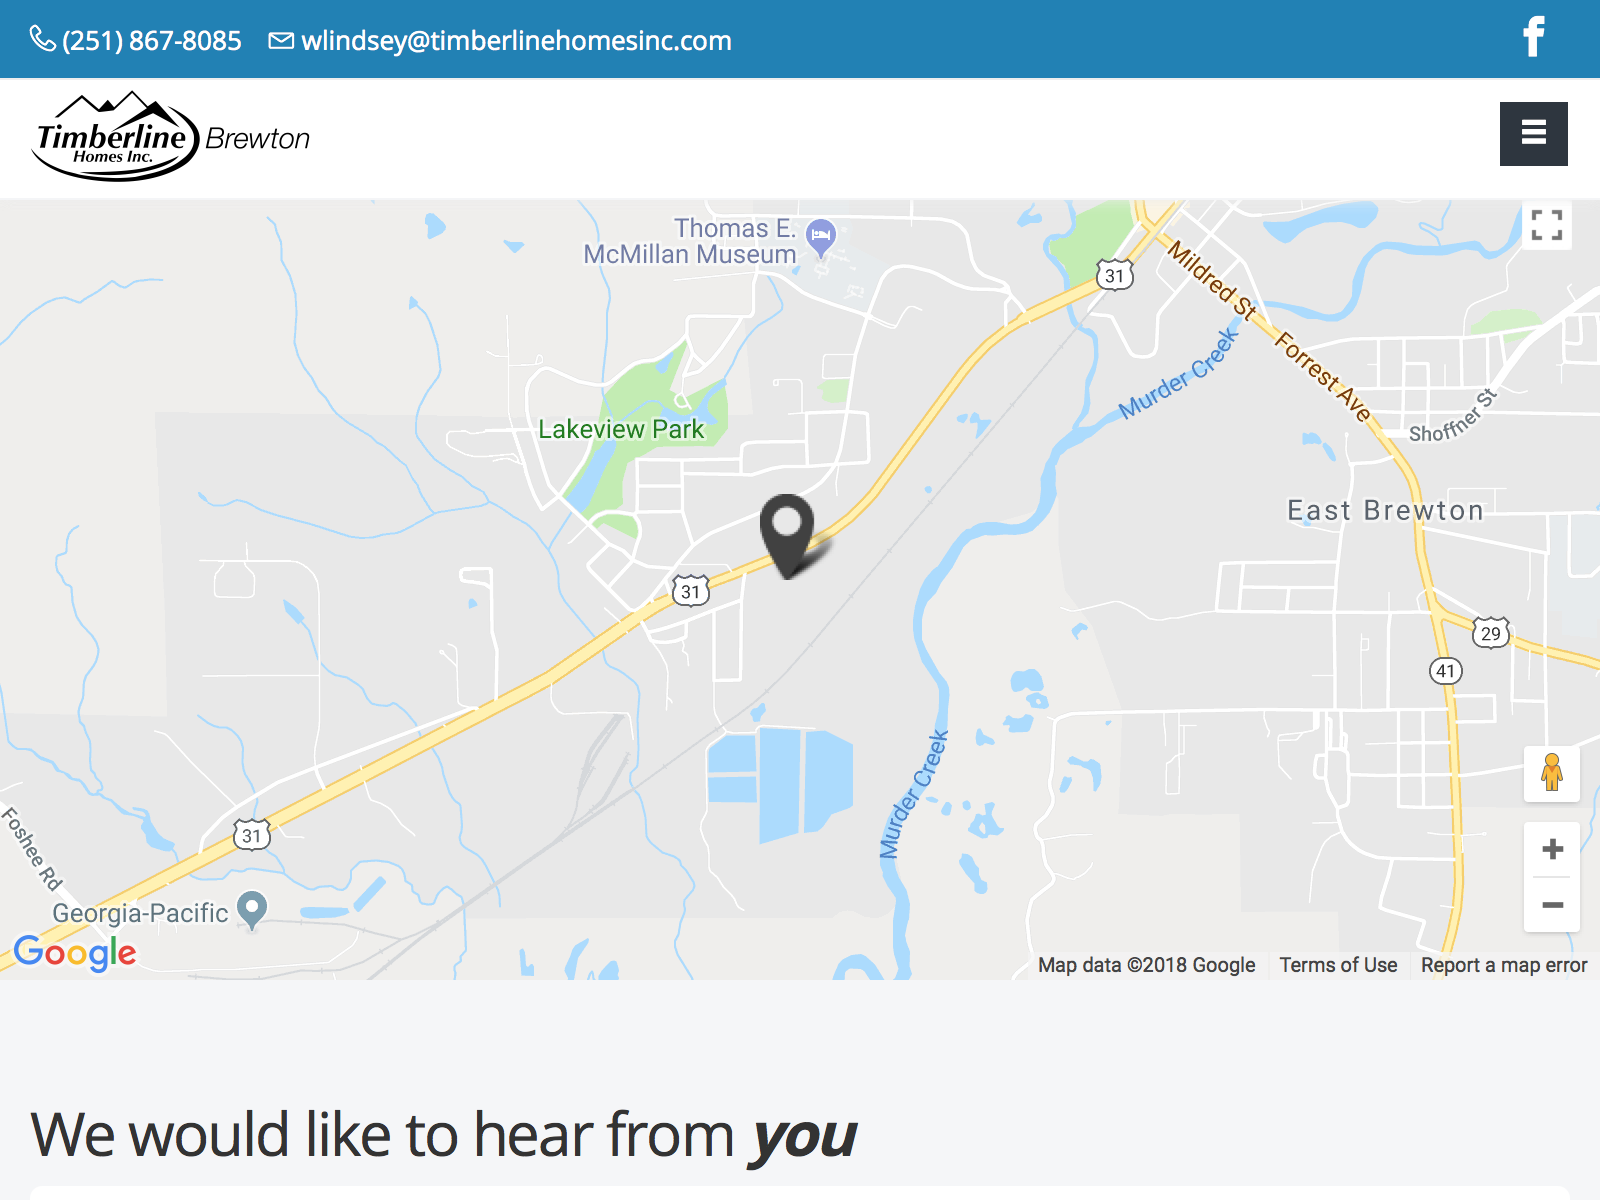 (251) 867-8085 wlindsey@timberlinehomesinc.com
Timberline
Homes Inc.
Brewton
Thomas E.
McMillan Museum
31
Mildred St
Murder Creek
Forrest Ave
Shoffner St
Lakeview Park
East Brewton
31
29
41
Murder Creek
31
Foshee Rd
Georgia-Pacific
Google
Map data ©2018 Google
Terms of Use
Report a map error
We would like to hear from you